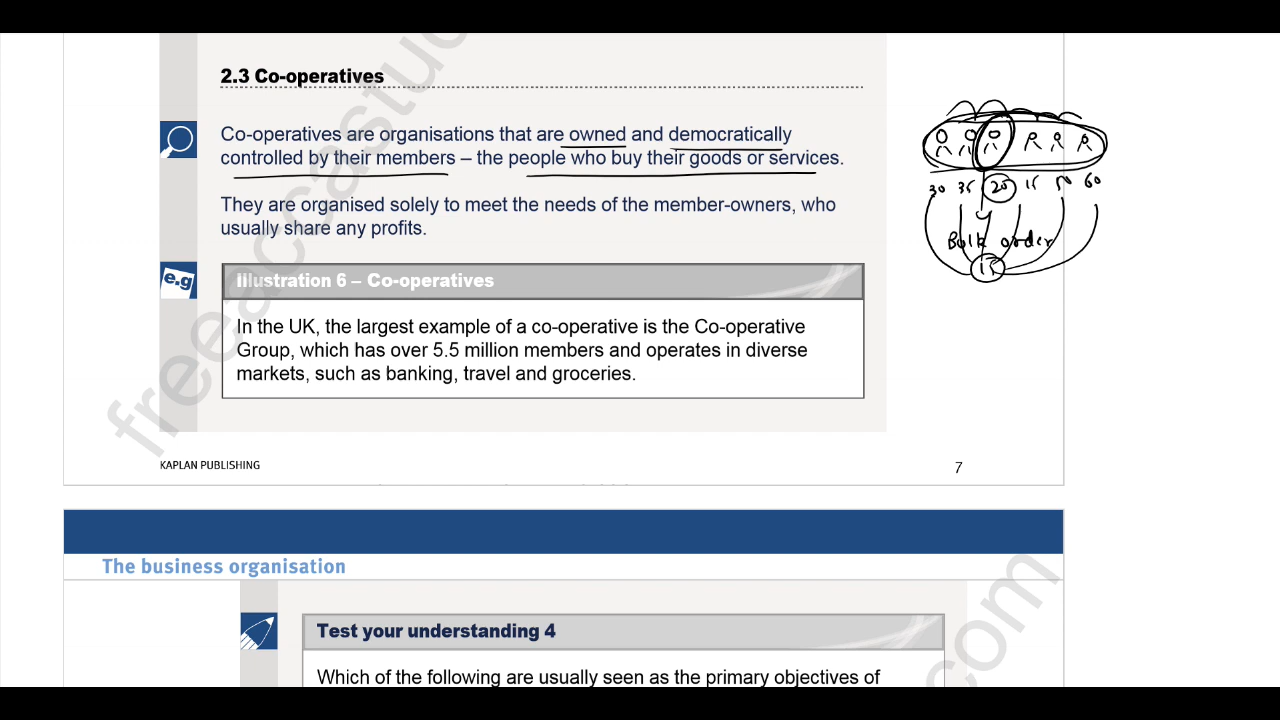 2.3 Co-operatives
Co-operatives are organisations that are owned and democratically
controlled by their members – the people who buy their goods or services.
They are organised solely to meet the needs of the member-owners, who
usually share any profits.
e.g
Illustration 6 – Co-operatives
In the UK, the largest example of a co-operative is the Co-operative
Group, which has over 5.5 million members and operates in diverse
markets, such as banking, travel and groceries.
30 35 20 15 50 60
Bulk order
15
KAPLAN PUBLISHING
7
The business organisation
Test your understanding 4
Which of the following are usually seen as the primary objectives of